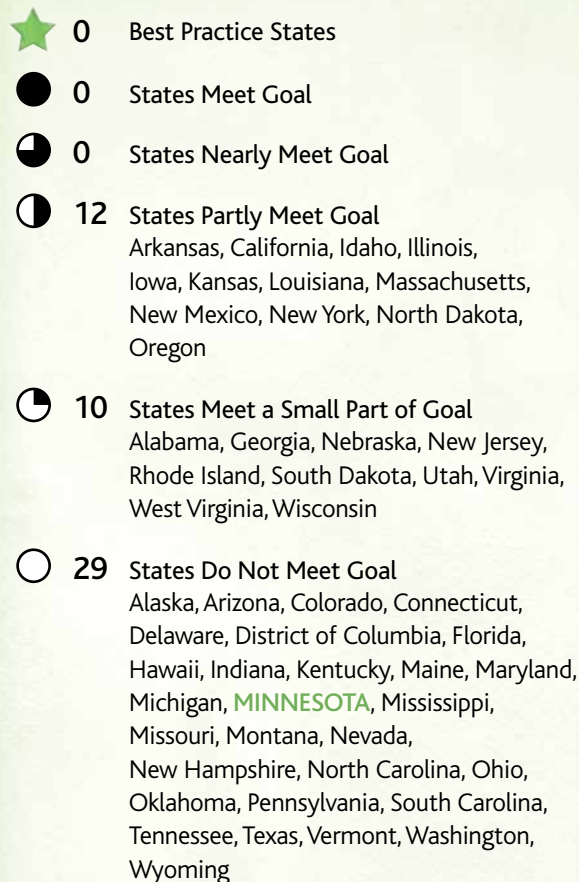 0 Best Practice States
0 States Meet Goal
0 States Nearly Meet Goal
12 States Partly Meet Goal
Arkansas, California, Idaho, Illinois,
Iowa, Kansas, Louisiana, Massachusetts,
New Mexico, New York, North Dakota,
Oregon
10 States Meet a Small Part of Goal
Alabama, Georgia, Nebraska, New Jersey,
Rhode Island, South Dakota, Utah, Virginia,
West Virginia, Wisconsin
29 States Do Not Meet Goal
Alaska, Arizona, Colorado, Connecticut,
Delaware, District of Columbia, Florida,
Hawaii, Indiana, Kentucky, Maine, Maryland,
Michigan, MINNESOTA, Mississippi,
Missouri, Montana, Nevada,
New Hampshire, North Carolina, Ohio,
Oklahoma, Pennsylvania, South Carolina,
Tennessee, Texas, Vermont, Washington,
Wyoming